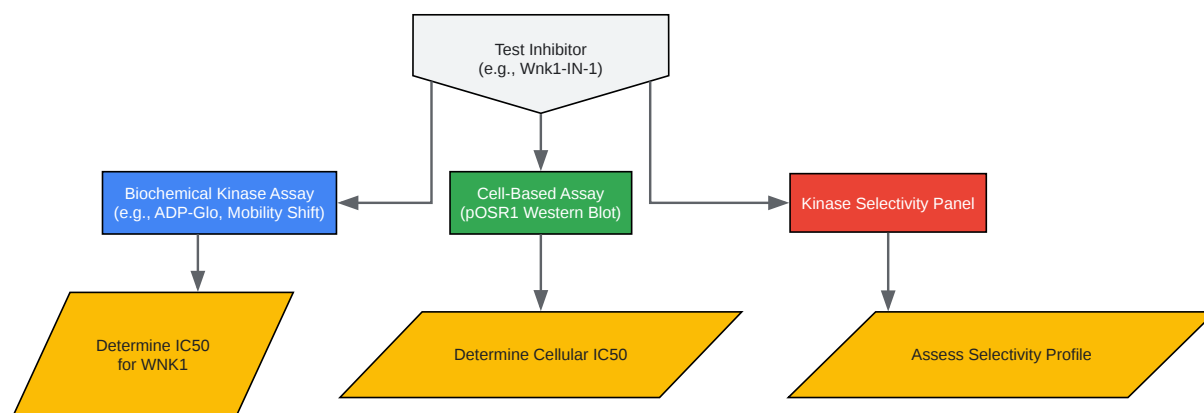 Test Inhibitor
(e.g., Wnk1-IN-1)
Biochemical Kinase Assay
(e.g., ADP-Glo, Mobility Shift)
Cell-Based Assay
(pOSR1 Western Blot)
Kinase Selectivity Panel
Determine IC50
for WNK1
Determine Cellular IC50
Assess Selectivity Profile